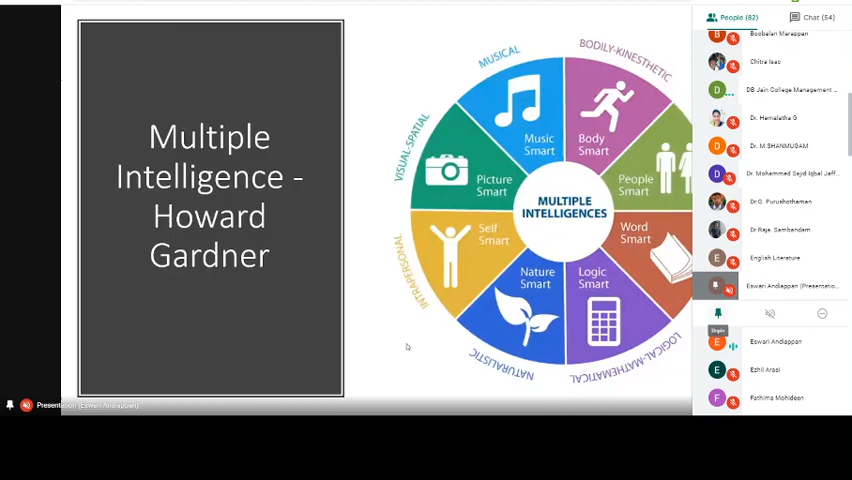 People (82)
Chat (54)
Multiple
Intelligence -
Howard
Gardner
MUSICAL
BODILY-KINESTHETIC
VISUAL-SPATIAL
INTRAPERSONAL
NATURALISTIC
LOGICAL-MATHEMATICAL
Music
Smart
Body
Smart
Picture
Smart
People
Smart
MULTIPLE
INTELLIGENCES
Self
Smart
Word
Smart
Nature
Smart
Logic
Smart
Presentation (Eswari Andiappan)
B
Boobalan Marappan
Chitra Isac
D
DB Jain College Management ...
Dr. Hemalatha G
D
Dr. M.SHANMUGAM
D
Dr. Mohammed Sajid Iqbal Jaff...
Dr.G. Purushothaman
Dr.Raja. Sambandam
E
English Literature
Eswari Andiappan (Presentatio...
Unpin
E
Eswari Andiappan
E
Ezhil Arasi
F
Fathima Mohideen